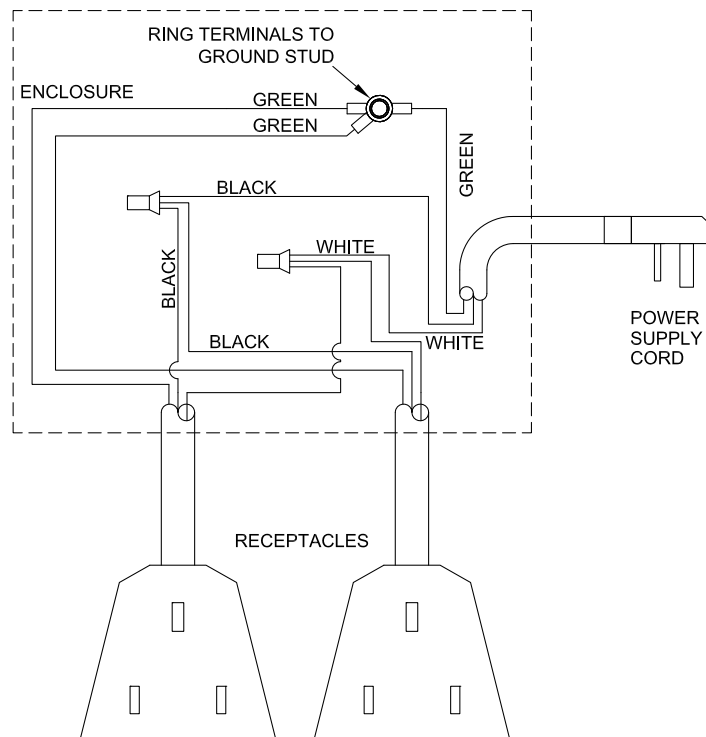 RING TERMINALS TO
GROUND STUD
ENCLOSURE
GREEN
GREEN
GREEN
BLACK
BLACK
WHITE
BLACK
WHITE
POWER
SUPPLY
CORD
RECEPTACLES